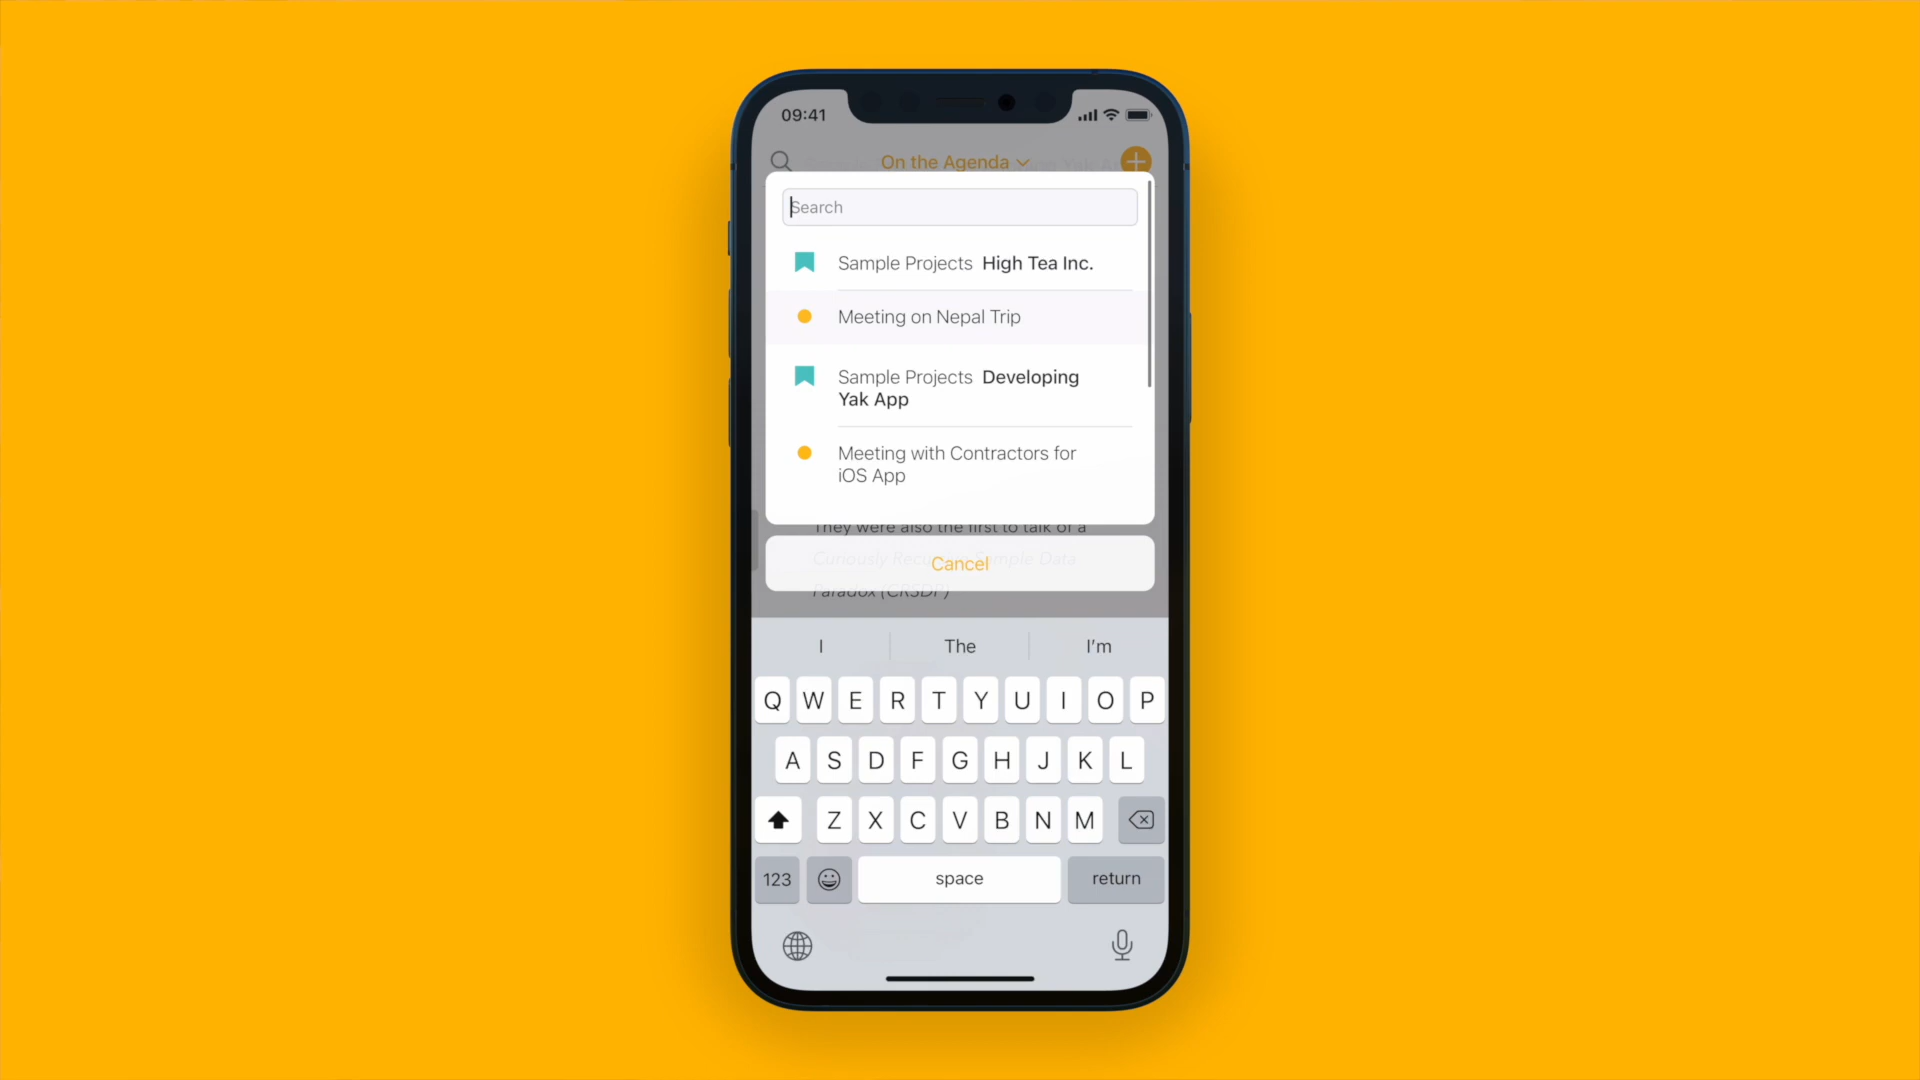 09:41
On the Agenda
Search
Sample Projects High Tea Inc.
Meeting on Nepal Trip
Sample Projects Developing
Yak App
Meeting with Contractors for
iOS App
They were also the first to talk of a
Cancel
Paradox (CRSDP)
I The I'm
Q W E R T Y U I O P
A S D F G H J K L
Z X C V B N M
123 space return